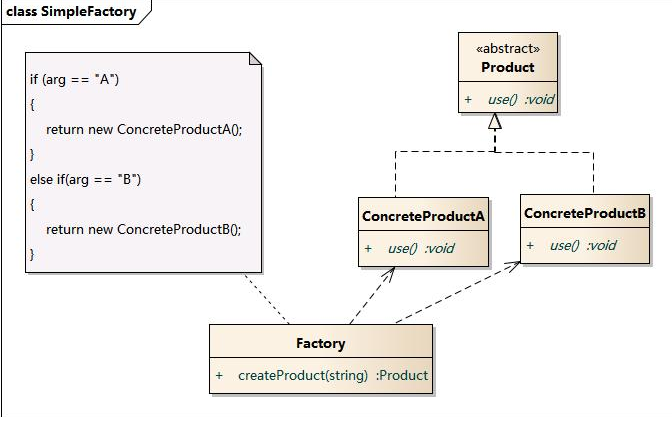 class SimpleFactory
if (arg == "A")
{
return new ConcreteProductA();
}
else if(arg == "B")
{
return new ConcreteProductB();
}
«abstract»
Product
+ use() :void
ConcreteProductA
+ use() :void
ConcreteProductB
+ use() :void
Factory
+ createProduct(string) :Product